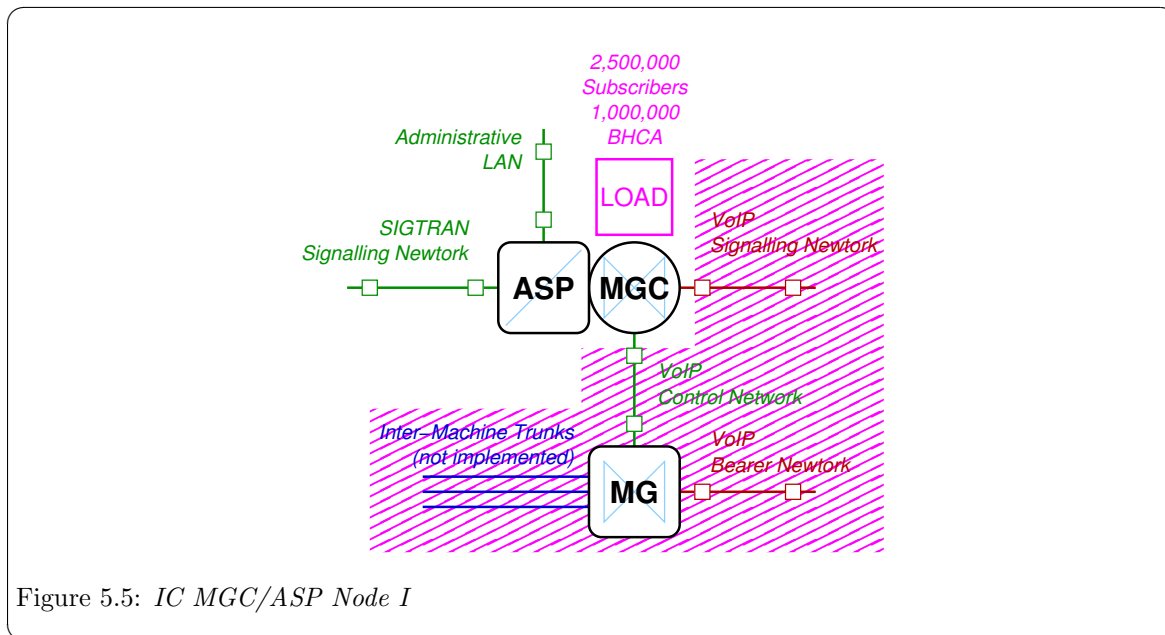 2,500,000
Subscribers
1,000,000
BHCA
Administrative
LAN
LOAD
SIGTRAN
Signalling Newtork
VoIP
Signalling Newtork
ASP
MGC
VoIP
Control Network
Inter-Machine Trunks
(not implemented)
VoIP
Bearer Newtork
MG
Figure 5.5: IC MGC/ASP Node I